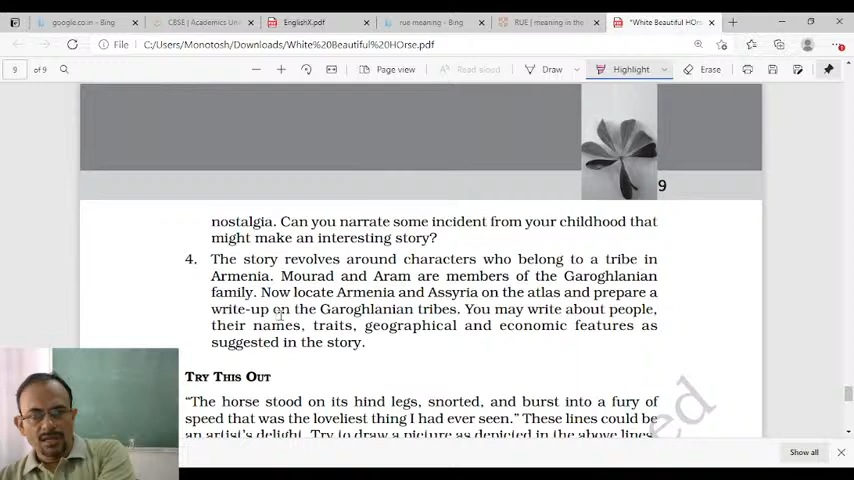 google.co.in - Bing
CBSE | Academics Uni
EnglishX.pdf
rue meaning - Bing
RUE | meaning in the
*White Beautiful HOrs
File
C:/Users/Monotosh/Downloads/White%20Beautiful%20HOrse.pdf
9 of 9
Page view
Read aloud
Draw
Highlight
Erase
9
nostalgia. Can you narrate some incident from your childhood that
might make an interesting story?
4. The story revolves around characters who belong to a tribe in
Armenia. Mourad and Aram are members of the Garoghlanian
family. Now locate Armenia and Assyria on the atlas and prepare a
write-up on the Garoghlanian tribes. You may write about people,
their names, traits, geographical and economic features as
suggested in the story.
TRY THIS OUT
"The horse stood on its hind legs, snorted, and burst into a fury of
speed that was the loveliest thing I had ever seen." These lines could be
an artist's delight. Try to draw a picture as depicted in the above lines.
ed
Show all